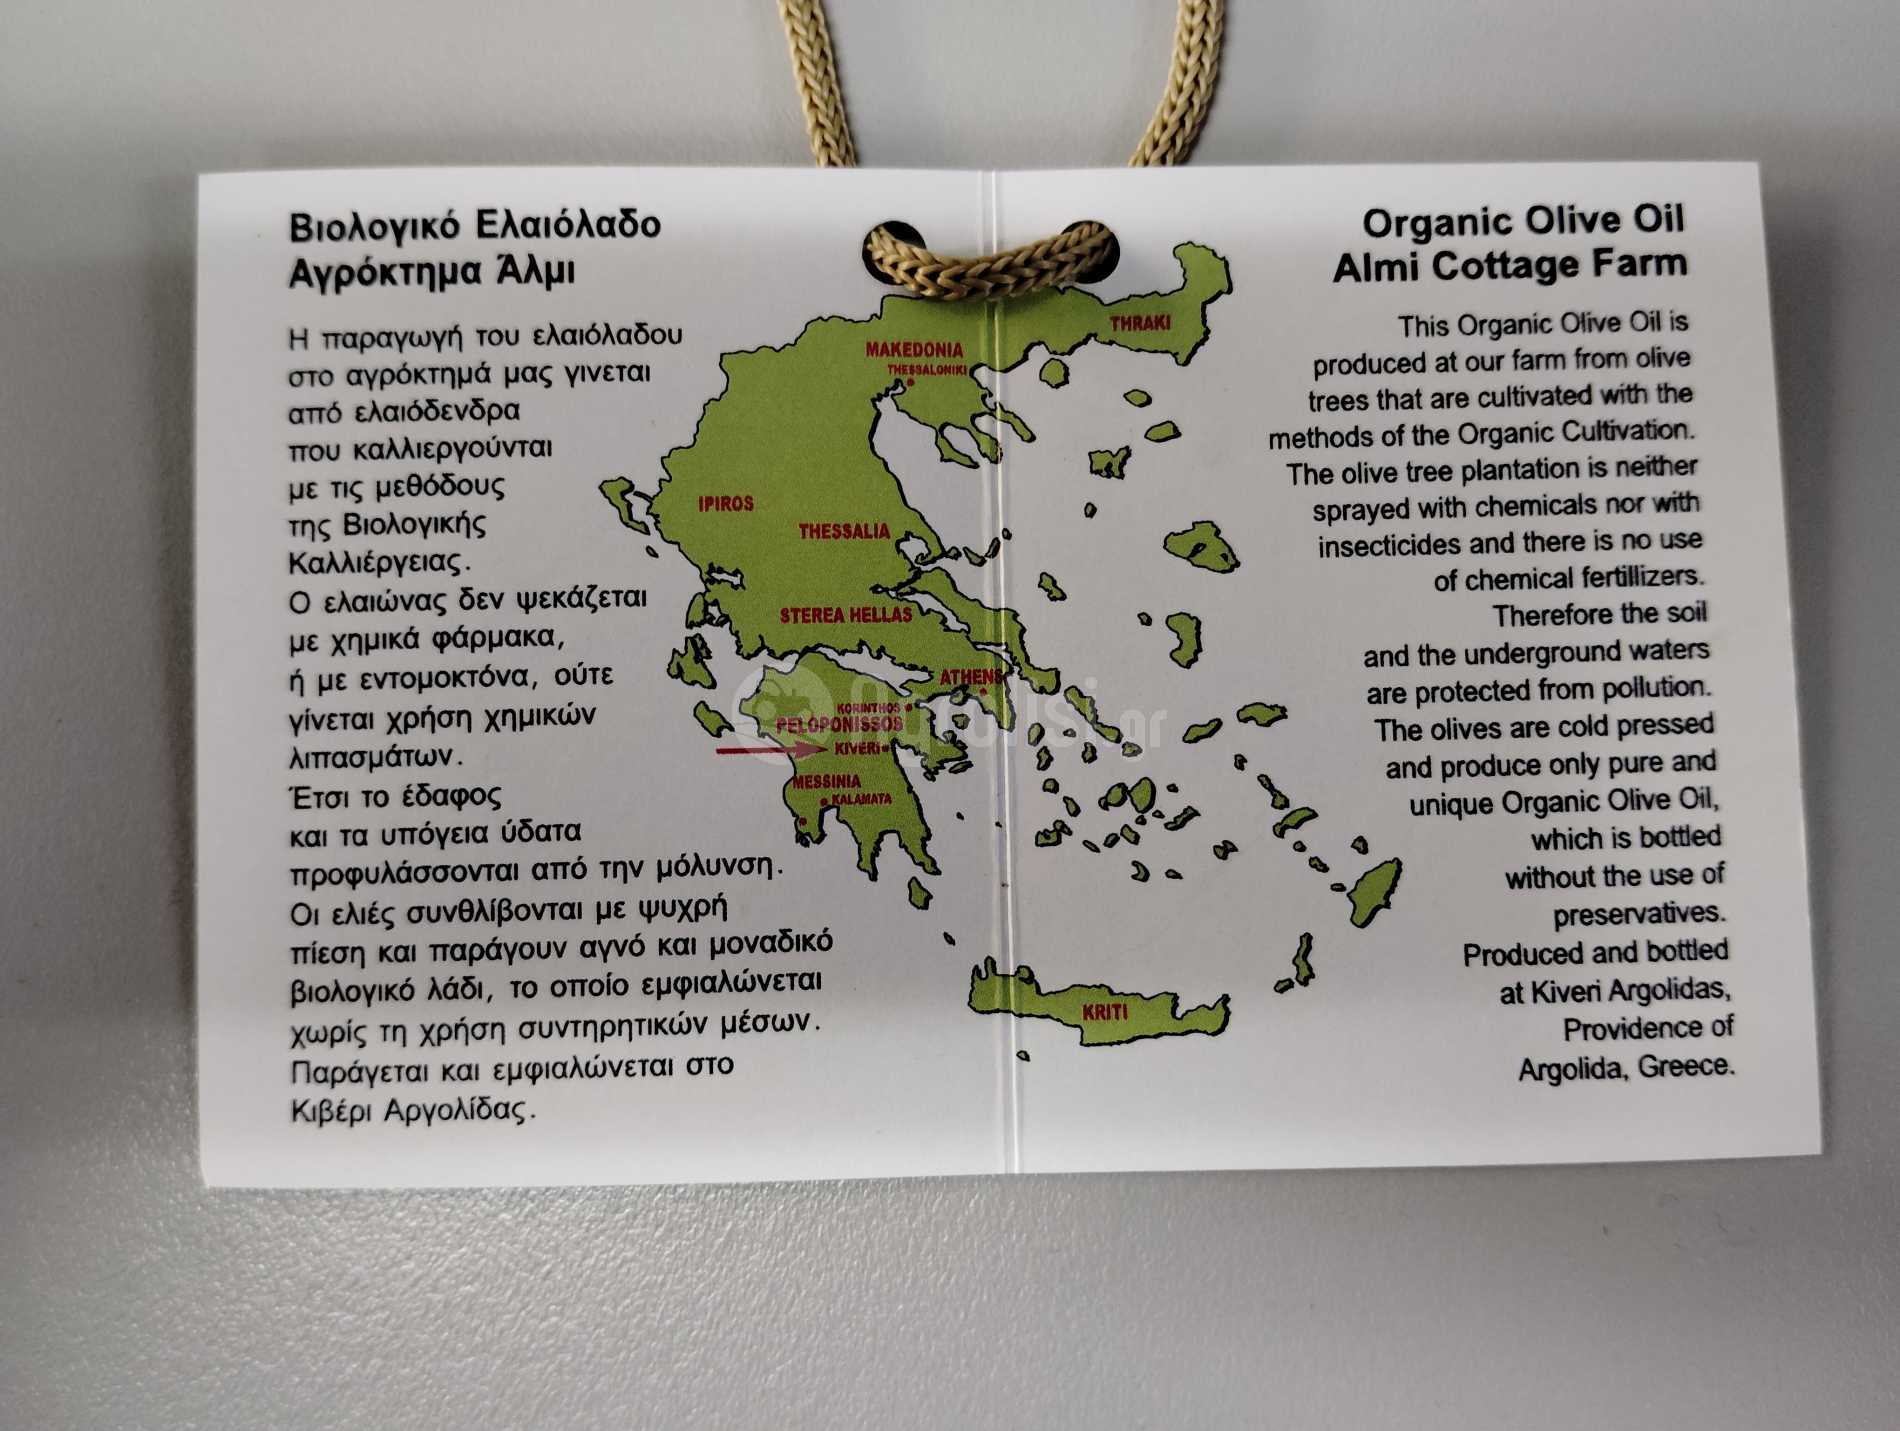 Βιολογικό Ελαιόλαδο
Αγρόκτημα Άλμι
Η παραγωγή του ελαιόλαδου
στο αγρόκτημά μας γινεται
από ελαιόδενδρα
που καλλιεργούνται
με τις μεθόδους
της Βιολογικής
Καλλιέργειας.
Ο ελαιώνας δεν ψεκάζεται
με χημικά φάρμακα,
ή με εντομοκτόνα, ούτε
γίνεται χρήση χημικών
λιπασμάτων.
Έτσι το έδαφος
και τα υπόγεια ύδατα
προφυλάσσονται από την μόλυνση.
Οι ελιές συνθλίβονται με ψυχρή
πίεση και παράγουν αγνό και μοναδικό
βιολογικό λάδι, το οποίο εμφιαλώνεται
χωρίς τη χρήση συντηρητικών μέσων.
Παράγεται και εμφιαλώνεται στο
Κιβέρι Αργολίδας.
THRAKI
MAKEDONIA
THESSALONIKI
IPIROS
THESSALIA
STEREA HELLAS
ATHENS
KORINTHOS
PELOPONISSOS
KIVERI
MESSINIA
KALAMATA
KRITI
Organic Olive Oil
Almi Cottage Farm
This Organic Olive Oil is
produced at our farm from olive
trees that are cultivated with the
methods of the Organic Cultivation.
The olive tree plantation is neither
sprayed with chemicals nor with
insecticides and there is no use
of chemical fertillizers.
Therefore the soil
and the underground waters
are protected from pollution.
The olives are cold pressed
and produce only pure and
unique Organic Olive Oil,
which is bottled
without the use of
preservatives.
Produced and bottled
at Kiveri Argolidas,
Providence of
Argolida, Greece.